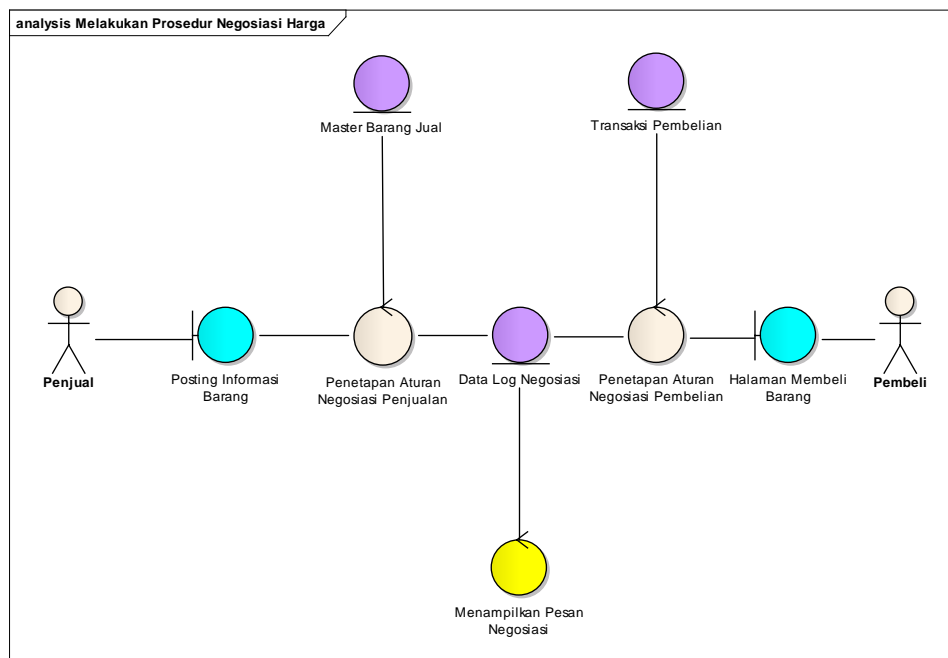 analysis Melakukan Prosedur Negosiasi Harga
Master Barang Jual
Transaksi Pembelian
Penjual
Posting Informasi
Barang
Penetapan Aturan
Negosiasi Penjualan
Data Log Negosiasi
Penetapan Aturan
Negosiasi Pembelian
Halaman Membeli
Barang
Pembeli
Menampilkan Pesan
Negosiasi